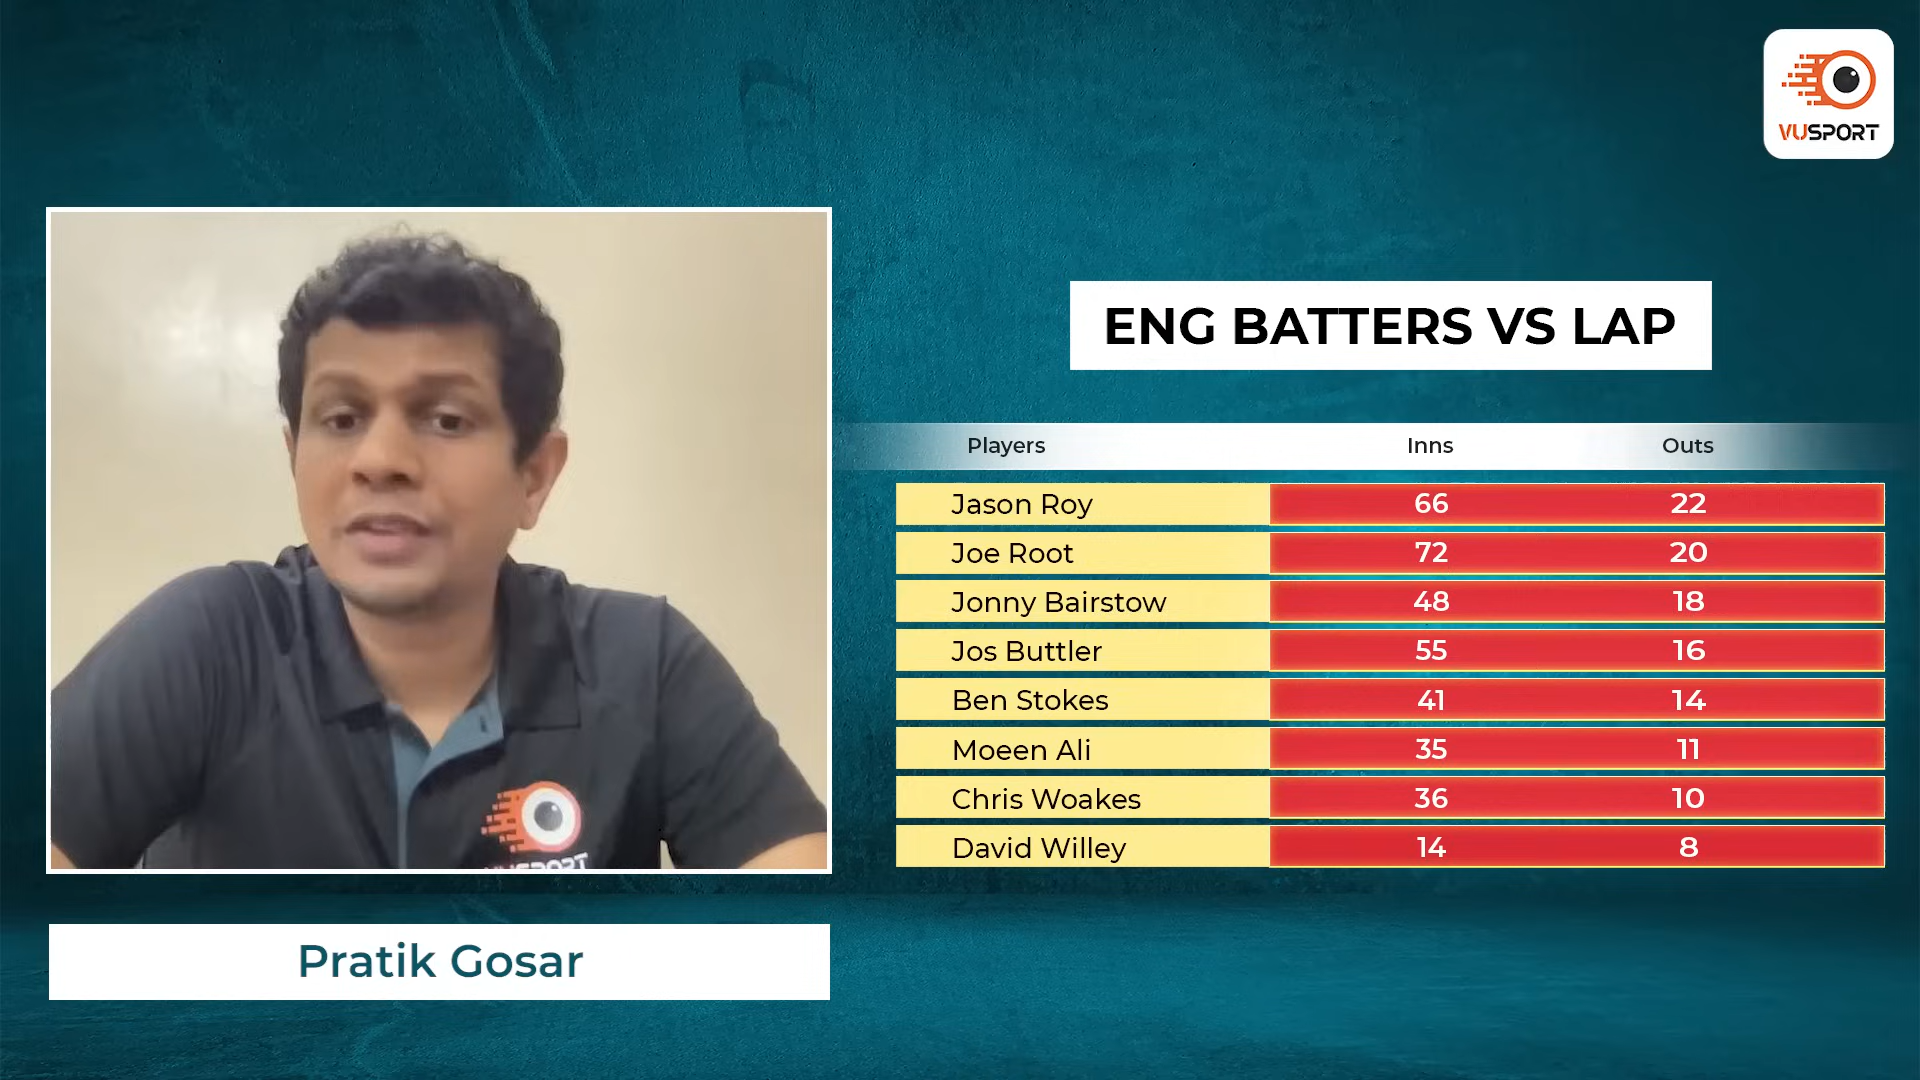 VUSPORT
ENG BATTERS VS LAP
Players Inns Outs
Jason Roy 66 22
Joe Root 72 20
Jonny Bairstow 48 18
Jos Buttler 55 16
Ben Stokes 41 14
Moeen Ali 35 11
Chris Woakes 36 10
David Willey 14 8
VUSPORT
Pratik Gosar